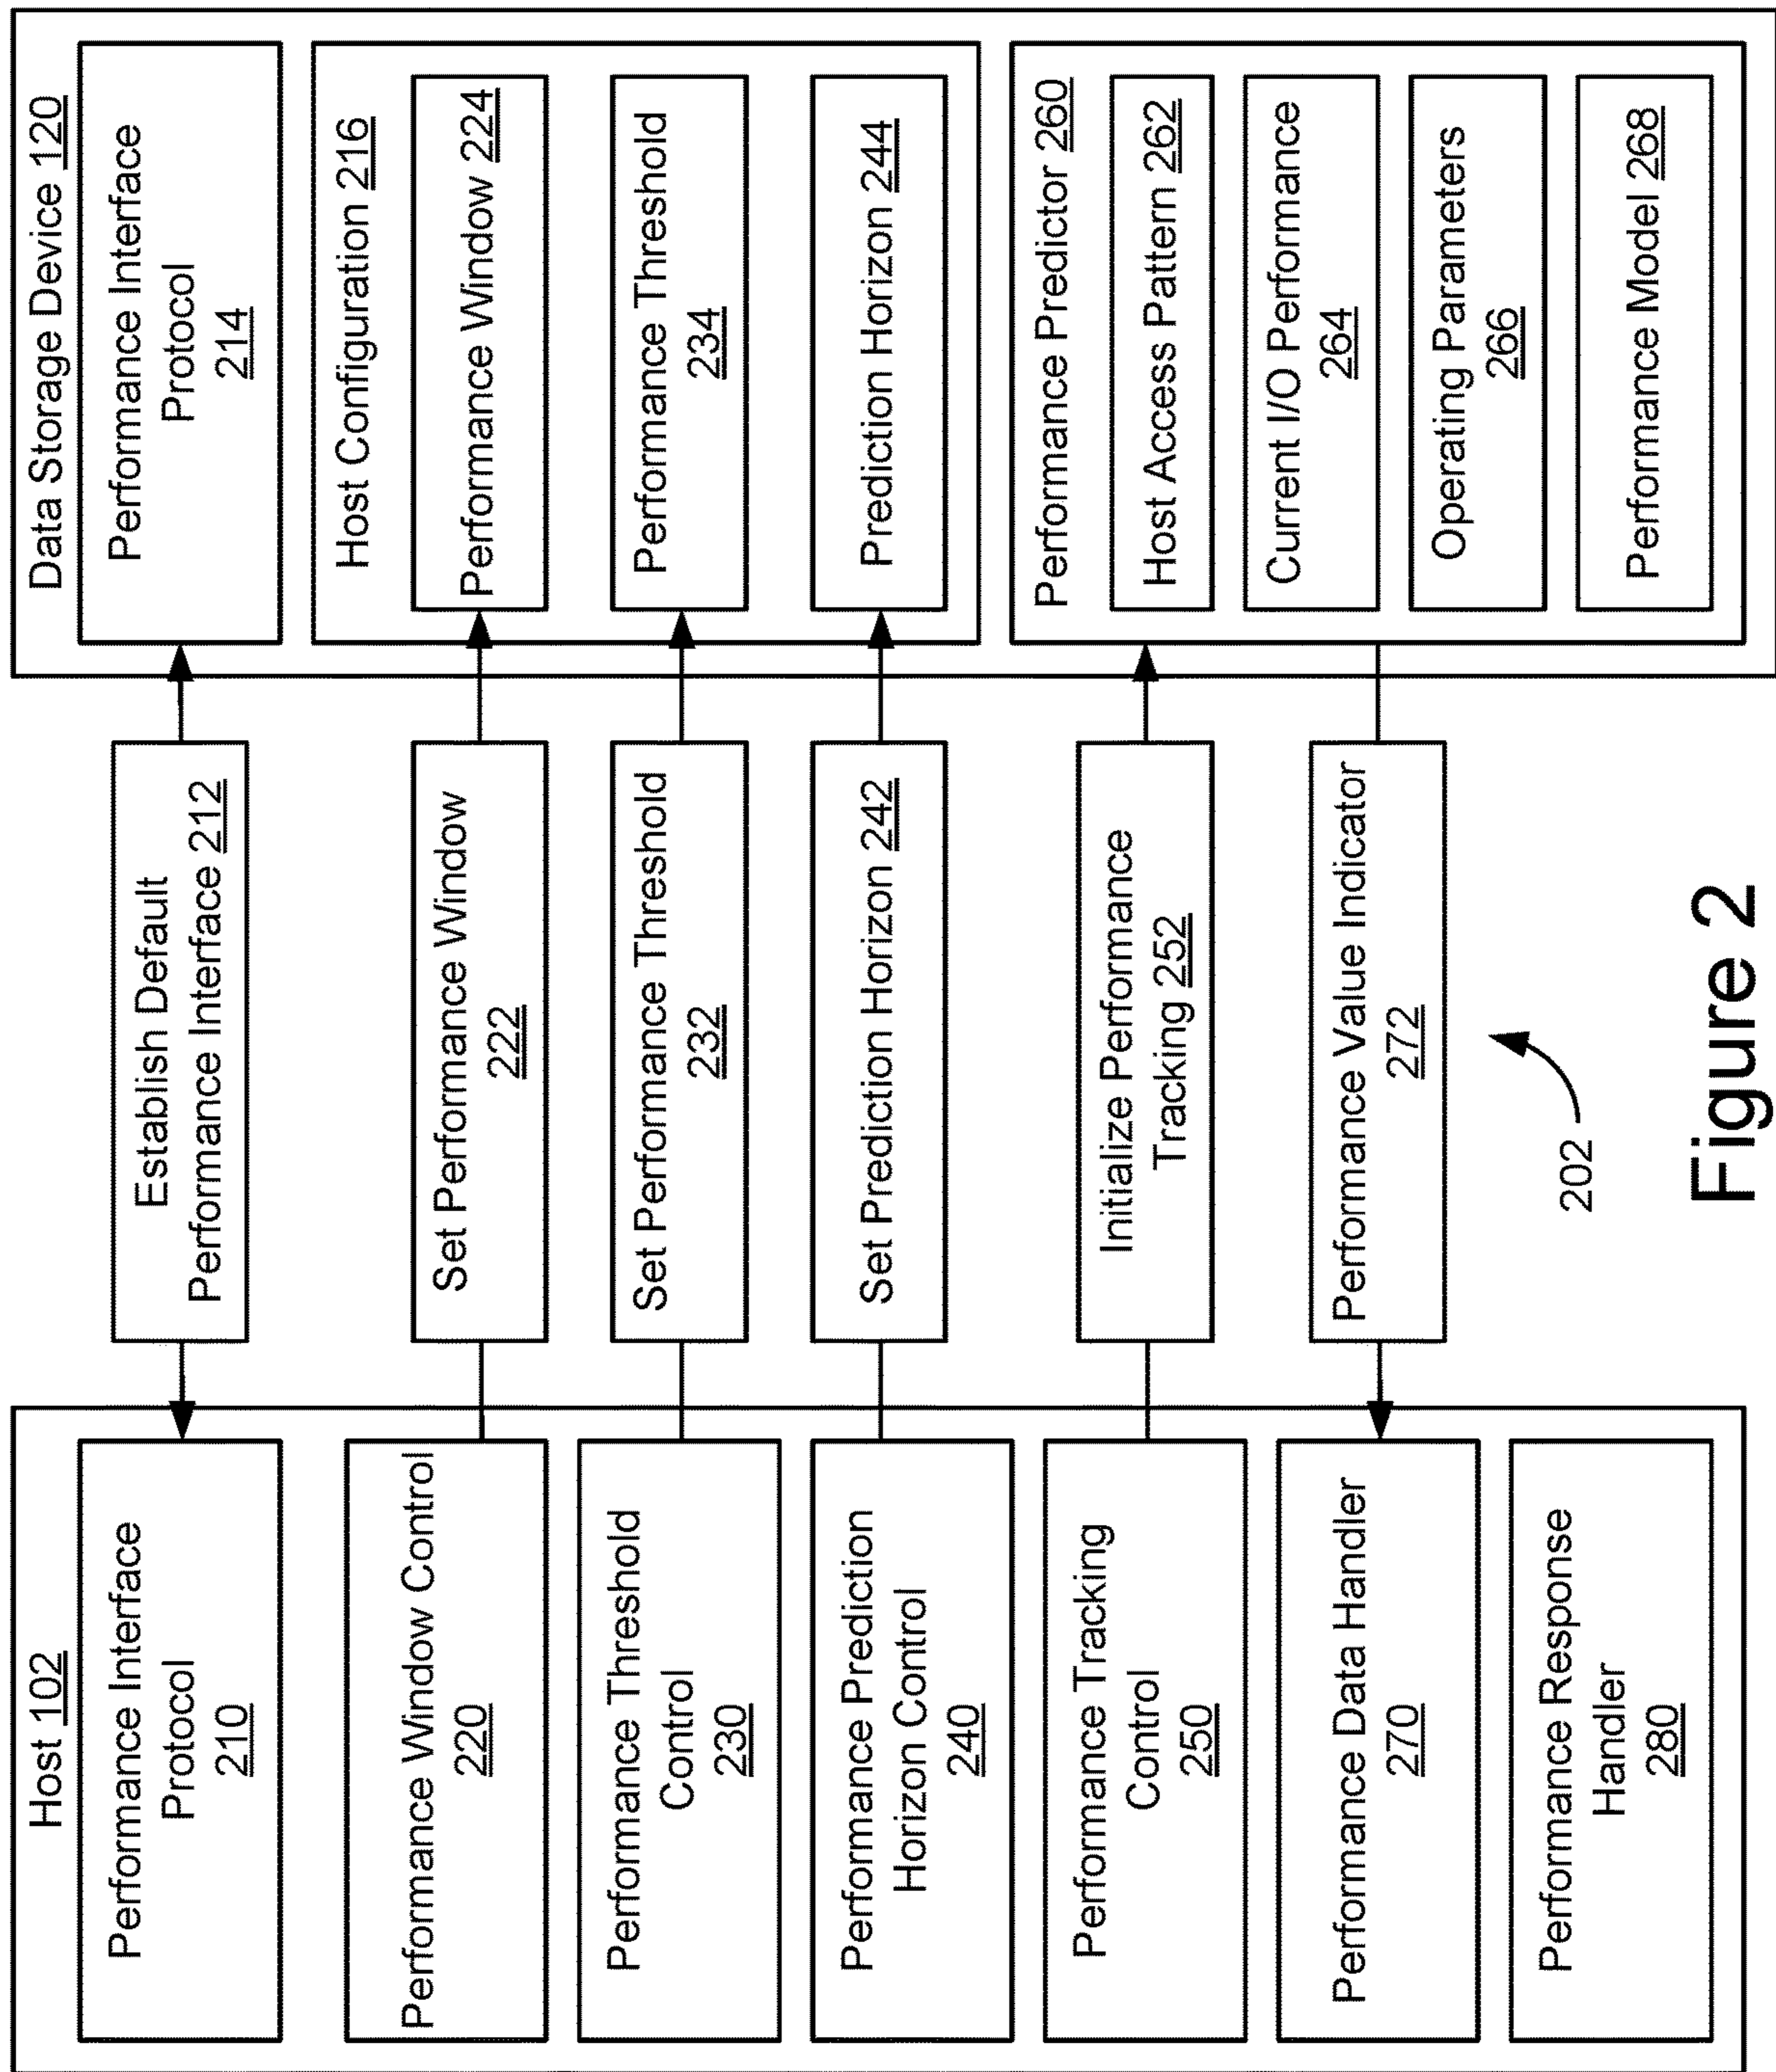 Host 102
Performance Interface
Protocol
210
Performance Window Control
220
Performance Threshold
Control
230
Performance Prediction
Horizon Control
240
Performance Tracking
Control
250
Performance Data Handler
270
Performance Response
Handler
280
Establish Default
Performance Interface 212
Set Performance Window
222
Set Performance Threshold
232
Set Prediction Horizon 242
Initialize Performance
Tracking 252
Performance Value Indicator
272
202
Data Storage Device 120
Performance Interface
Protocol
214
Host Configuration 216
Performance Window 224
Performance Threshold
234
Prediction Horizon 244
Performance Predictor 260
Host Access Pattern 262
Current I/O Performance
264
Operating Parameters
266
Performance Model 268
Figure 2